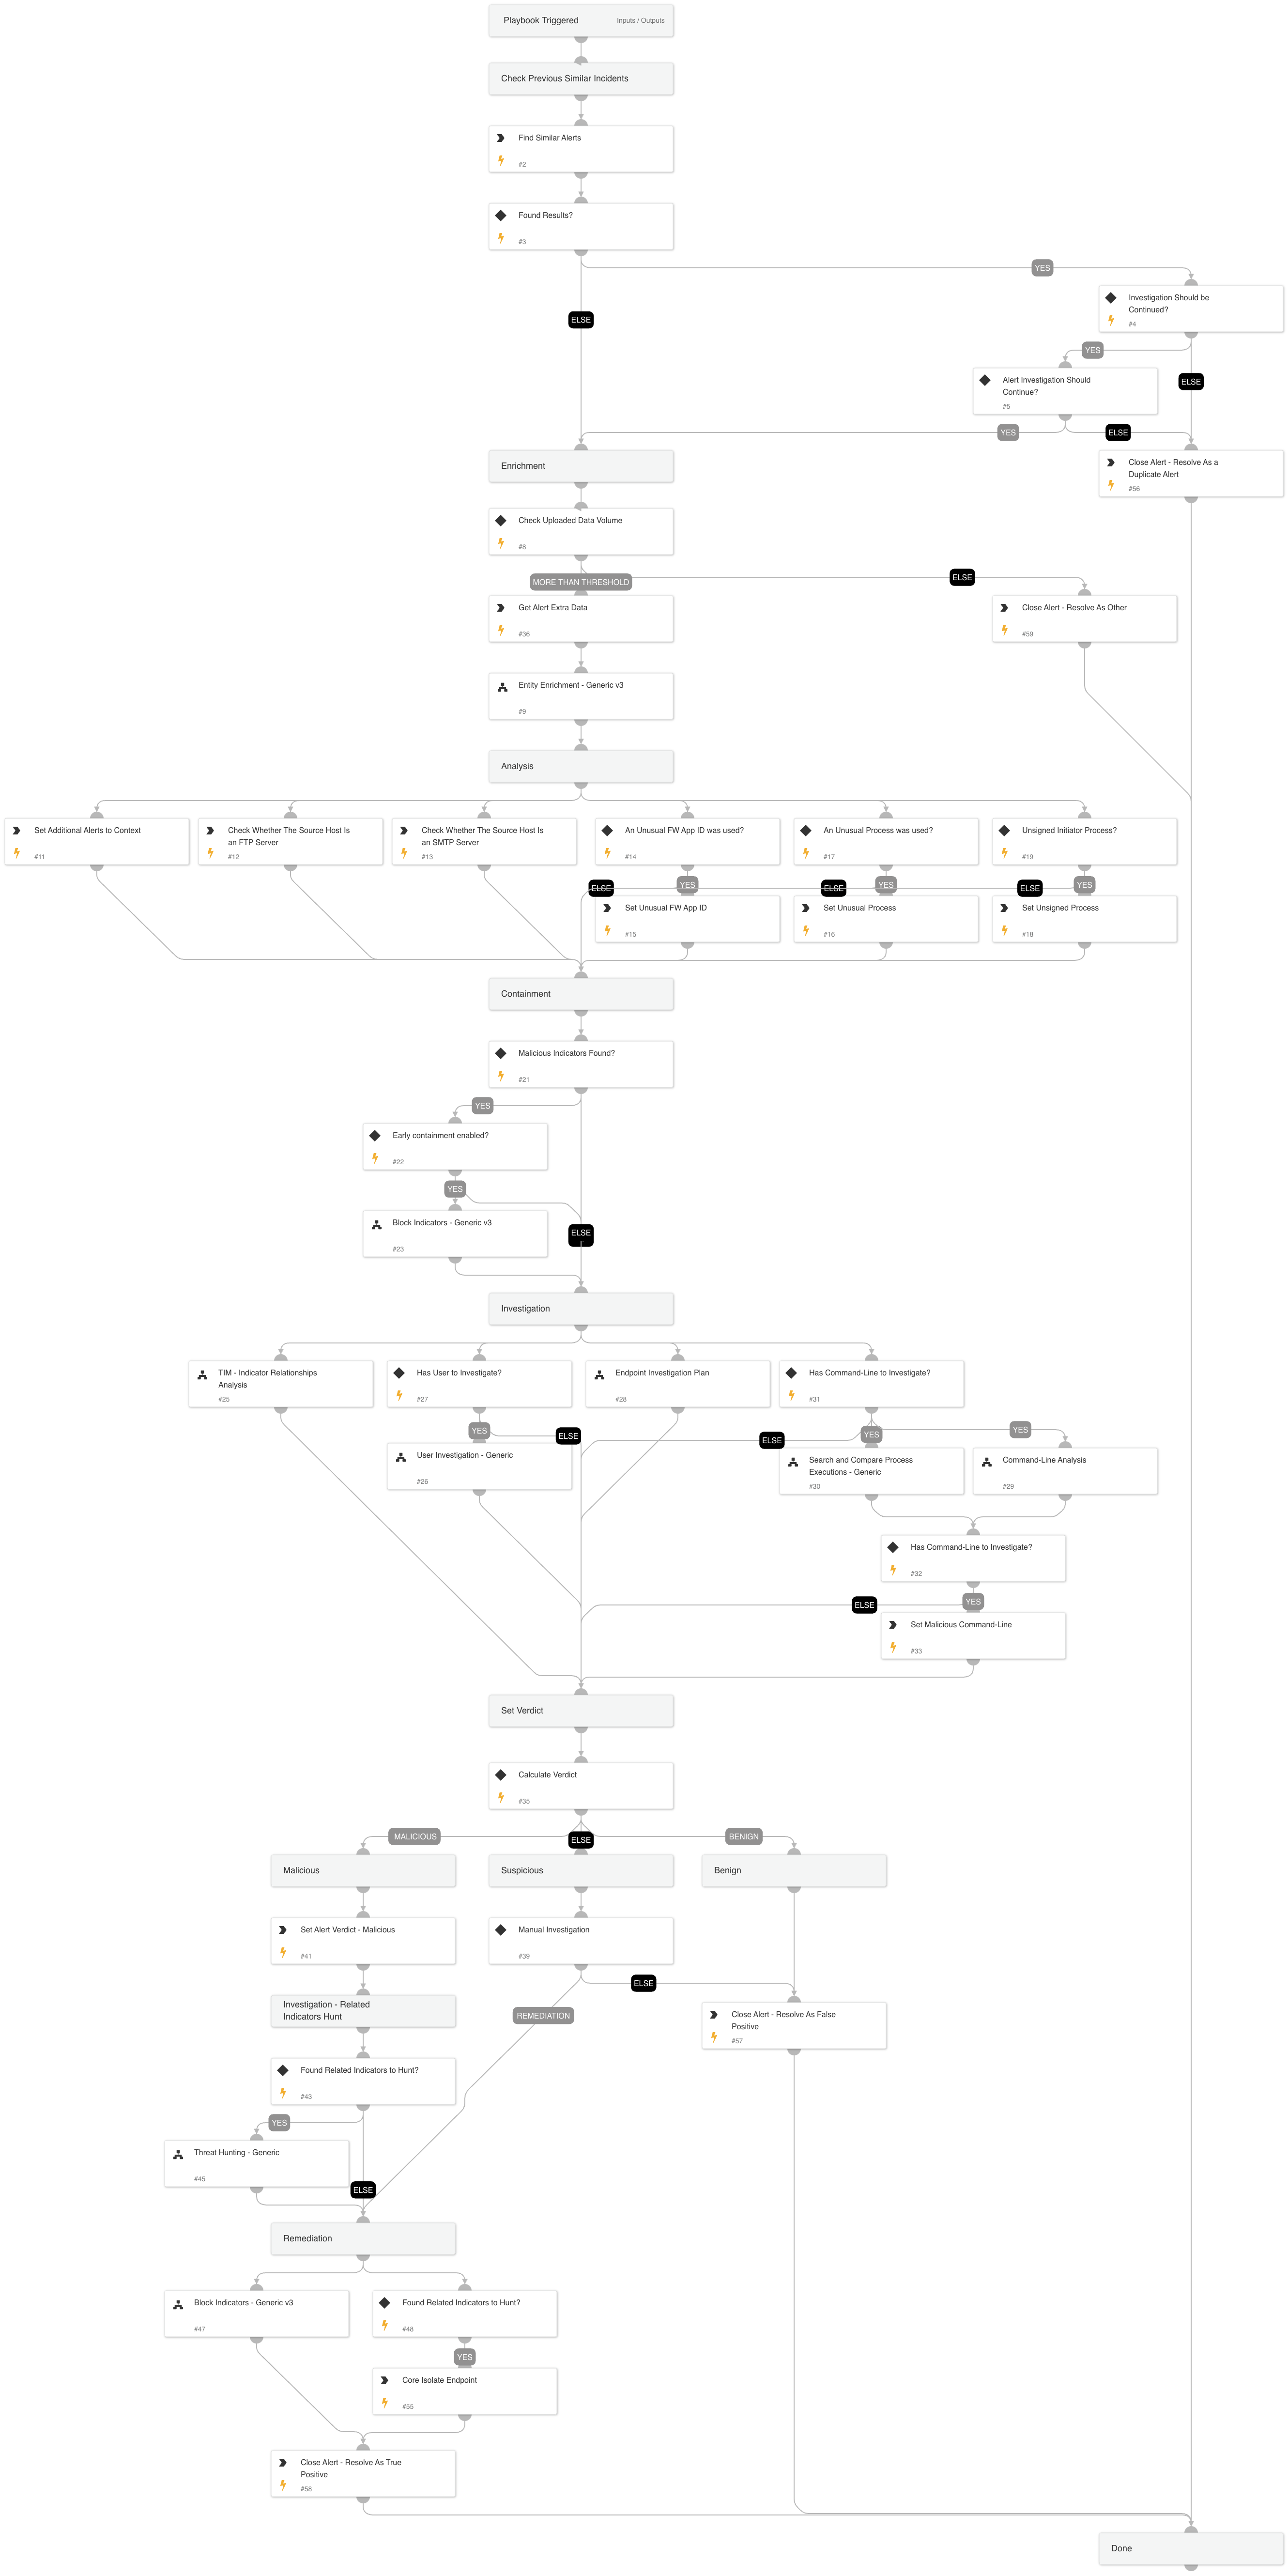 Playbook Triggered
Inputs / Outputs
Check Previous Similar Incidents
Find Similar Alerts
#2
Found Results?
#3
YES
Investigation Should be
Continued?
#4
ELSE
YES
Alert Investigation Should
Continue?
#5
ELSE
YES
ELSE
Enrichment
Close Alert - Resolve As a
Duplicate Alert
#56
Check Uploaded Data Volume
#8
MORE THAN THRESHOLD
ELSE
Get Alert Extra Data
#36
Close Alert - Resolve As Other
#59
Entity Enrichment - Generic v3
#9
Analysis
Set Additional Alerts to Context
#11
Check Whether The Source Host Is
an FTP Server
#12
Check Whether The Source Host Is
an SMTP Server
#13
An Unusual FW App ID was used?
#14
An Unusual Process was used?
#17
Unsigned Initiator Process?
#19
ELSE
YES
ELSE
YES
ELSE
YES
Set Unusual FW App ID
#15
Set Unusual Process
#16
Set Unsigned Process
#18
Containment
Malicious Indicators Found?
#21
YES
Early containment enabled?
#22
YES
Block Indicators - Generic v3
#23
ELSE
Investigation
TIM - Indicator Relationships
Analysis
#25
Has User to Investigate?
#27
Endpoint Investigation Plan
#28
Has Command-Line to Investigate?
#31
YES
ELSE
ELSE
YES
YES
User Investigation - Generic
#26
Search and Compare Process
Executions - Generic
#30
Command-Line Analysis
#29
Has Command-Line to Investigate?
#32
ELSE
YES
Set Malicious Command-Line
#33
Set Verdict
Calculate Verdict
#35
MALICIOUS
ELSE
BENIGN
Malicious
Suspicious
Benign
Set Alert Verdict - Malicious
#41
Manual Investigation
#39
ELSE
Investigation - Related
Indicators Hunt
REMEDIATION
Close Alert - Resolve As False
Positive
#57
Found Related Indicators to Hunt?
#43
YES
Threat Hunting - Generic
#45
ELSE
Remediation
Block Indicators - Generic v3
#47
Found Related Indicators to Hunt?
#48
YES
Core Isolate Endpoint
#55
Close Alert - Resolve As True
Positive
#58
Done